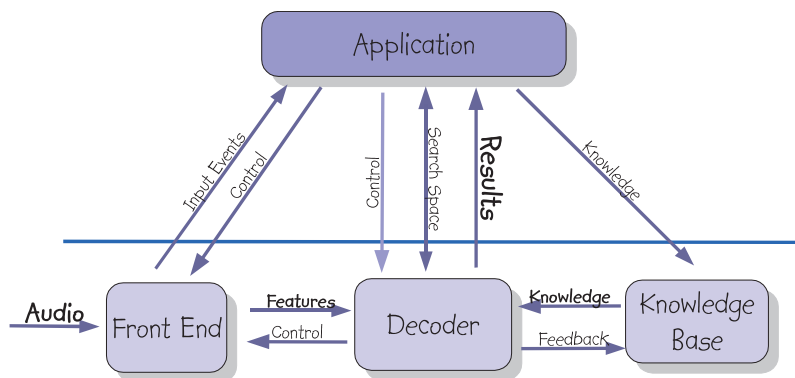 Application
Input Events
Control
Control
Search Space
Results
Knowledge
Audio
Front End
Features
Control
Decoder
Knowledge
Feedback
Knowledge
Base